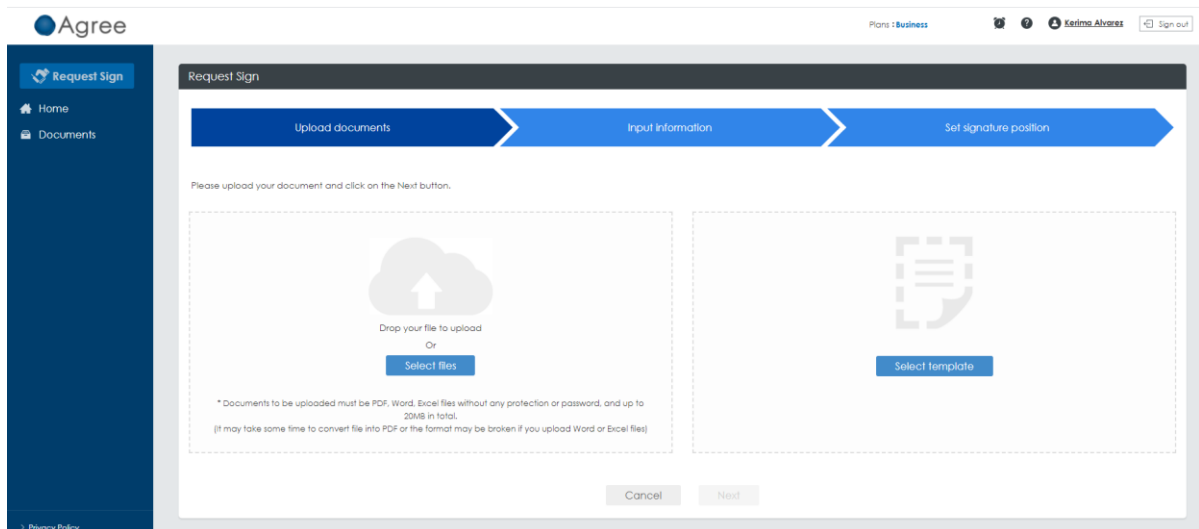 Agree
Plans : Business
Kerima Alvarez
Sign out
Request Sign
Home
Documents
Request Sign
Upload documents
Input information
Set signature position
Please upload your document and click on the Next button.
Drop your file to upload
Or
Select files
* Documents to be uploaded must be PDF, Word, Excel files without any protection or password, and up to
20MB in total.
(It may take some time to convert file into PDF or the format may be broken if you upload Word or Excel files)
Select template
Cancel
Next
> Privacy Policy